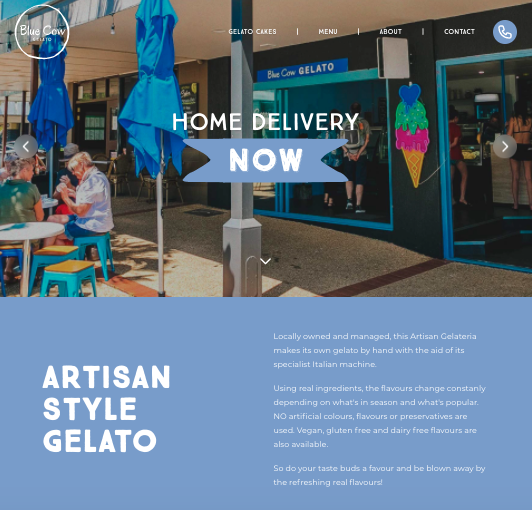 Blue Cow
GELATO
GELATO CAKES | MENU | ABOUT | CONTACT
Blue Cow GELATO
HOME DELIVERY
NOW
ARTISAN
STYLE
GELATO
Locally owned and managed, this Artisan Gelateria
makes its own gelato by hand with the aid of its
specialist Italian machine.
Using real ingredients, the flavours change constanly
depending on what's in season and what's popular.
NO artificial colours, flavours or preservatives are
used. Vegan, gluten free and dairy free flavours are
also available.
So do your taste buds a favour and be blown away by
the refreshing real flavours!